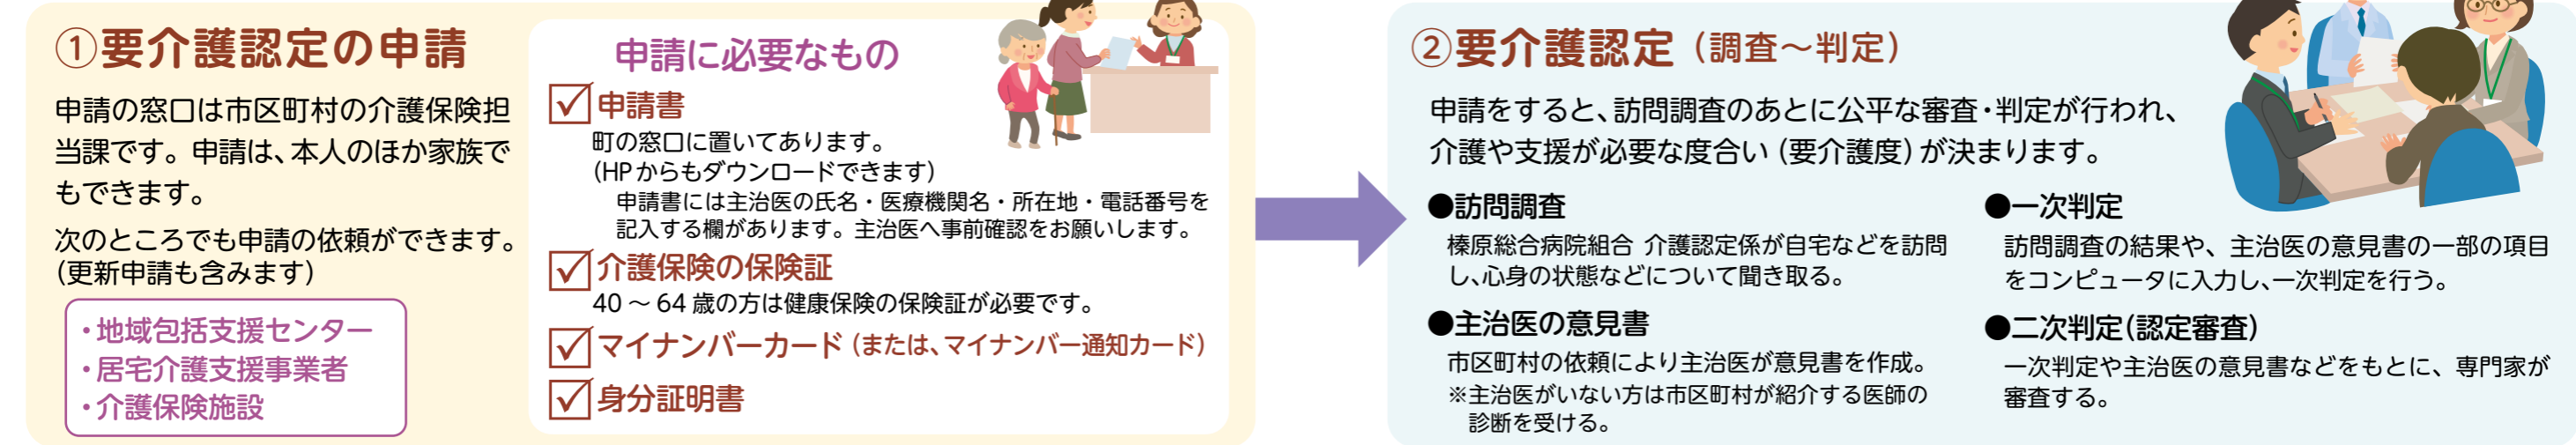 ①要介護認定の申請
申請の窓口は市区町村の介護保険担
当課です。申請は、本人のほか家族で
もできます。
次のところでも申請の依頼ができます。
(更新申請も含みます)
・地域包括支援センター
・居宅介護支援事業者
・介護保険施設
申請に必要なもの
申請書
町の窓口に置いてあります。
(HPからもダウンロードできます)
申請書には主治医の氏名・医療機関名・所在地・電話番号を
記入する欄があります。主治医へ事前確認をお願いします。
介護保険の保険証
40 ～ 64 歳の方は健康保険の保険証が必要です。
マイナンバーカード(または、マイナンバー通知カード)
身分証明書
②要介護認定(調査～判定)
申請をすると、訪問調査のあとに公平な審査・判定が行われ、
介護や支援が必要な度合い(要介護度)が決まります。
●訪問調査
榛原総合病院組合 介護認定係が自宅などを訪問
し、心身の状態などについて聞き取る。
●主治医の意見書
市区町村の依頼により主治医が意見書を作成。
※主治医がいない方は市区町村が紹介する医師の
診断を受ける。
●一次判定
訪問調査の結果や、主治医の意見書の一部の項目
をコンピュータに入力し、一次判定を行う。
●二次判定(認定審査)
一次判定や主治医の意見書などをもとに、専門家が
審査する。